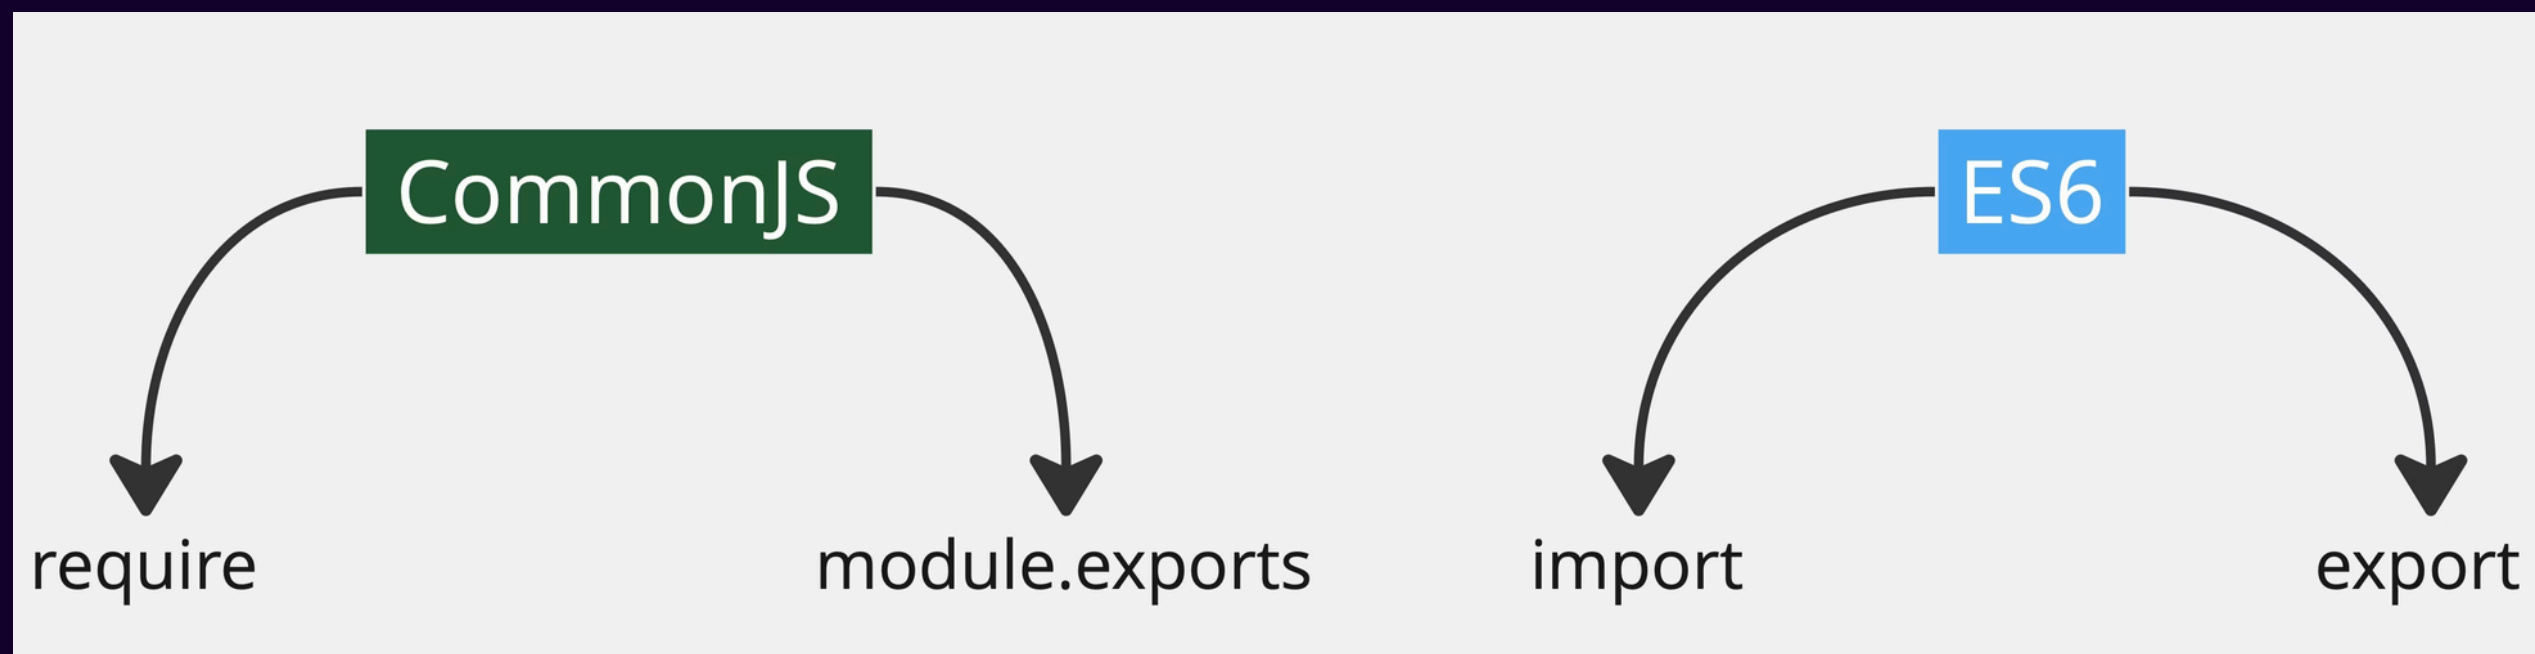 CommonJS
ES6
require
module.exports
import
export